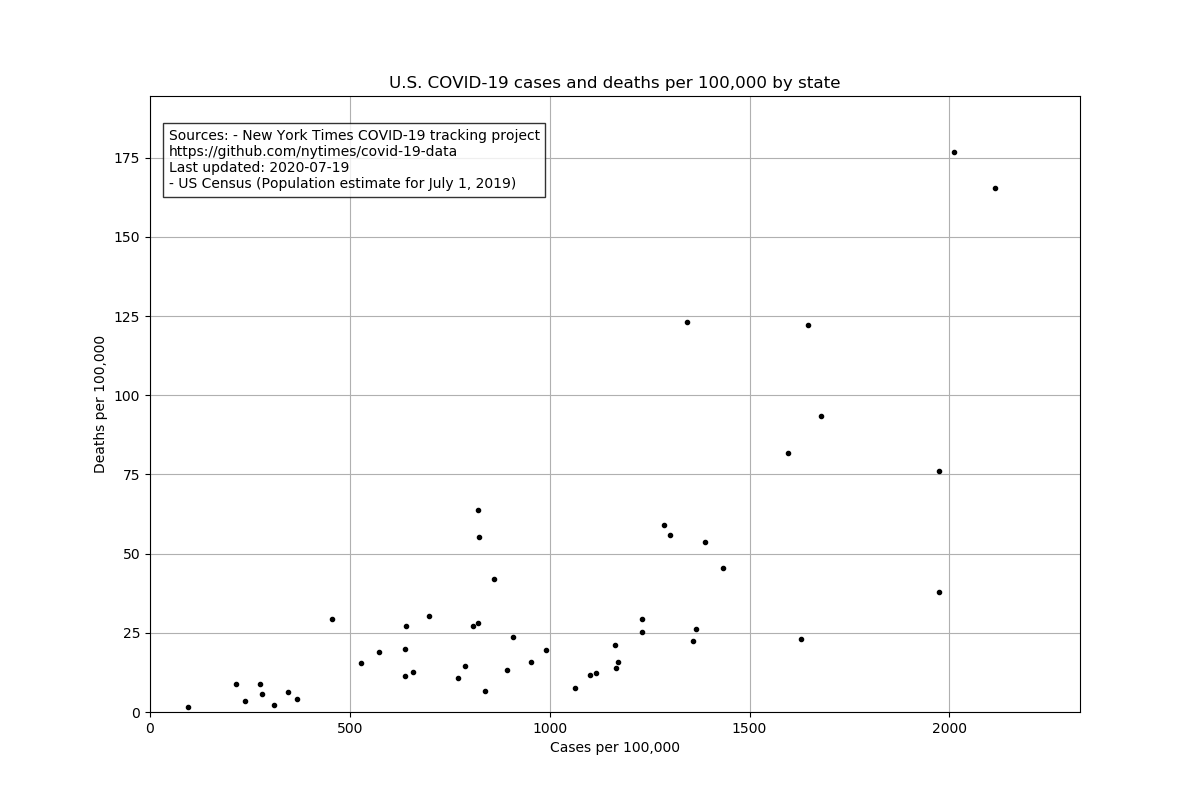 U.S. COVID-19 cases and deaths per 100,000 by state
Sources: - New York Times COVID-19 tracking project
https://github.com/nytimes/covid-19-data
Last updated: 2020-07-19
- US Census (Population estimate for July 1, 2019)
175
150
125
100
75
50
25
0
Deaths per 100,000
0
500
1000
1500
2000
Cases per 100,000